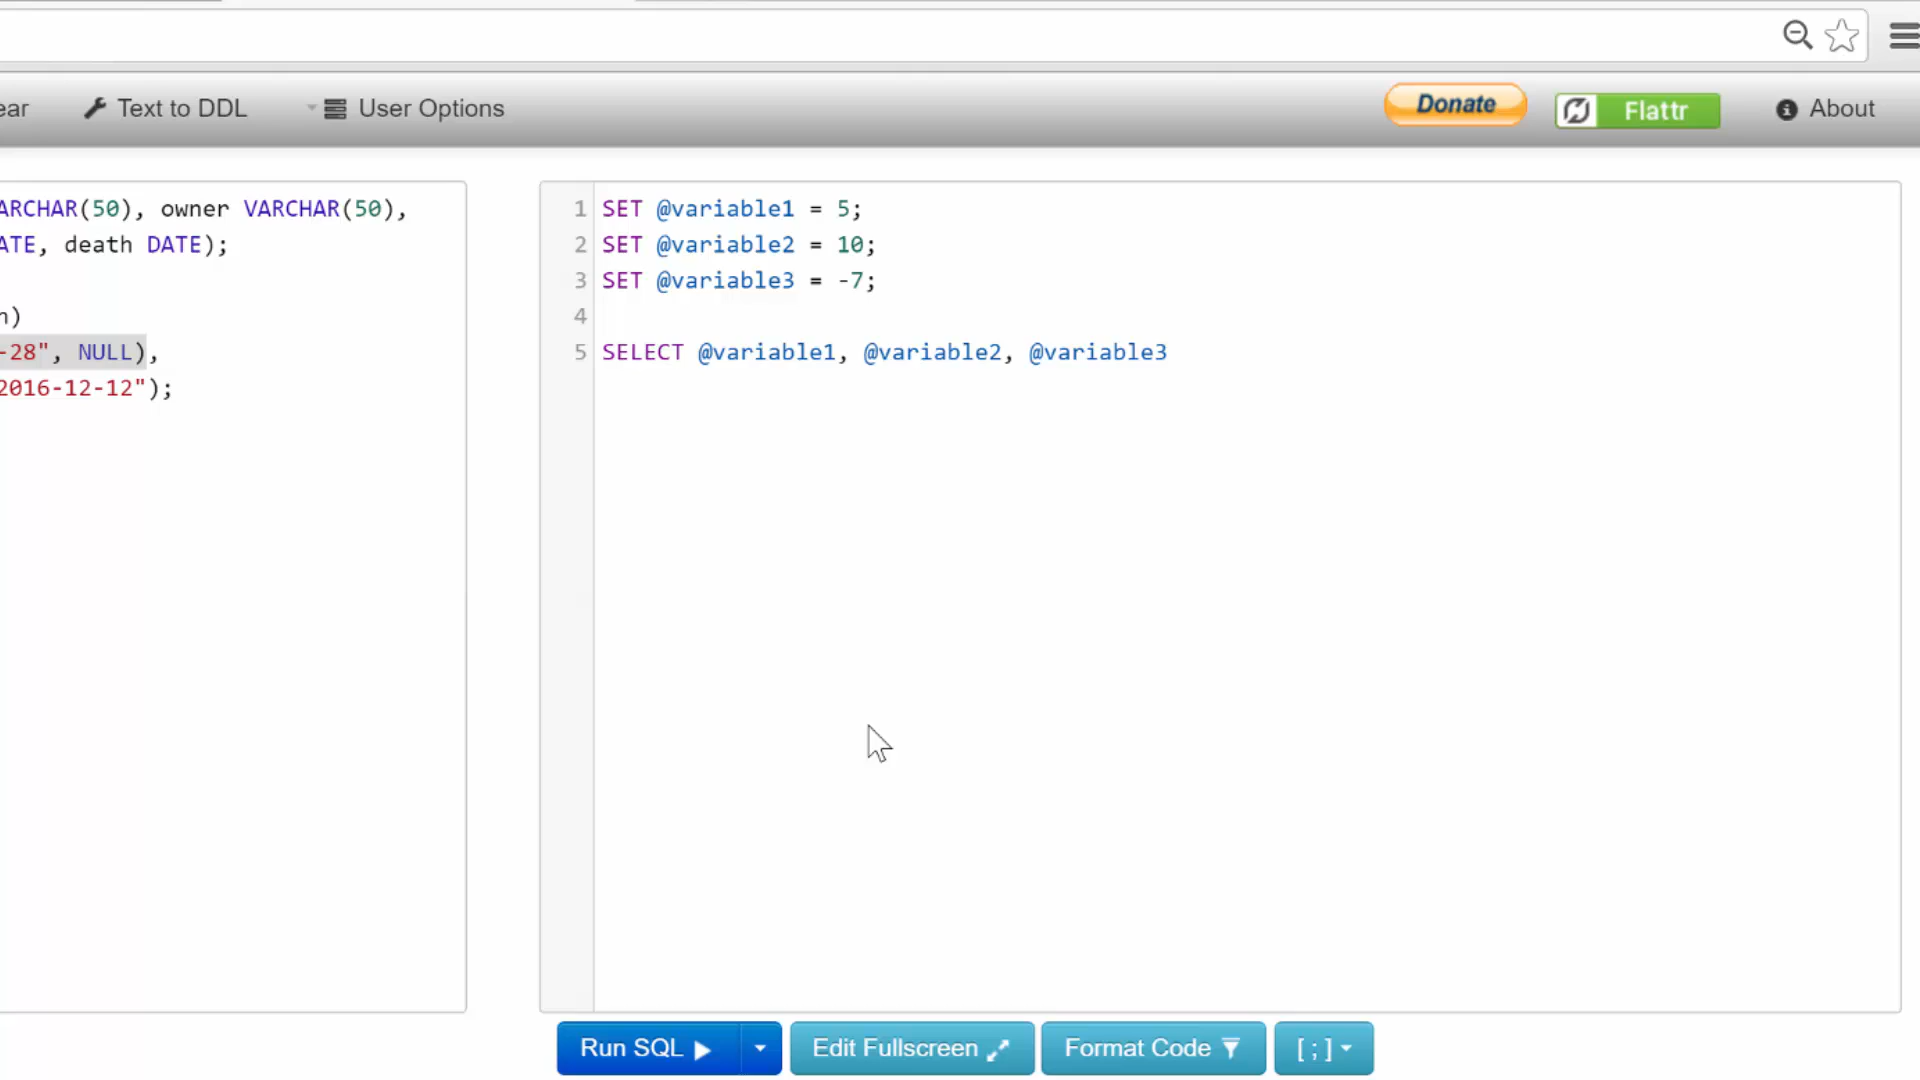 ear Text to DDL User Options Donate Flattr About
ARCHAR(50), owner VARCHAR(50),
ATE, death DATE);
n)
-28", NULL),
2016-12-12");
1 SET @variable1 = 5;
2 SET @variable2 = 10;
3 SET @variable3 = -7;
4
5 SELECT @variable1, @variable2, @variable3
Run SQL Edit Fullscreen Format Code [ ; ]